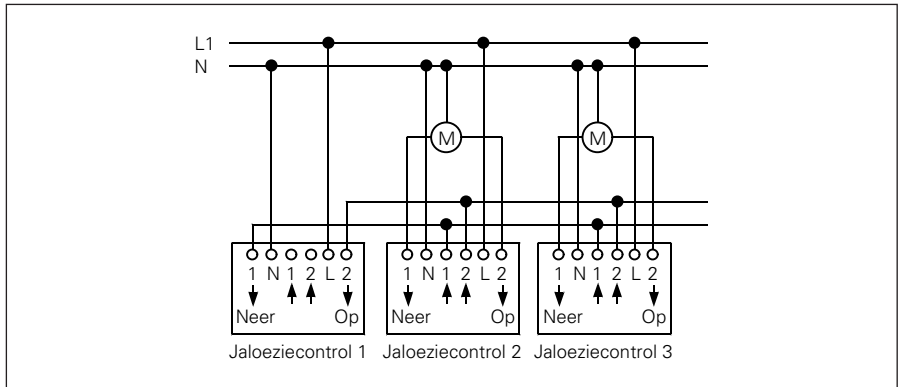 L1
N
M M
1 N 1 2 L 2 1 N 1 2 L 2 1 N 1 2 L 2
Neer Op Neer Op Neer Op
Jaloeziecontrol 1 Jaloeziecontrol 2 Jaloeziecontrol 3